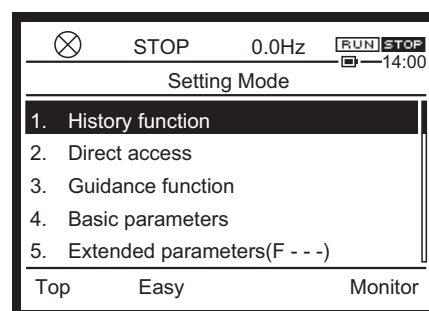 STOP 0.0Hz RUN STOP
14:00
Setting Mode
1. History function
2. Direct access
3. Guidance function
4. Basic parameters
5. Extended parameters(F - - -)
Top Easy Monitor